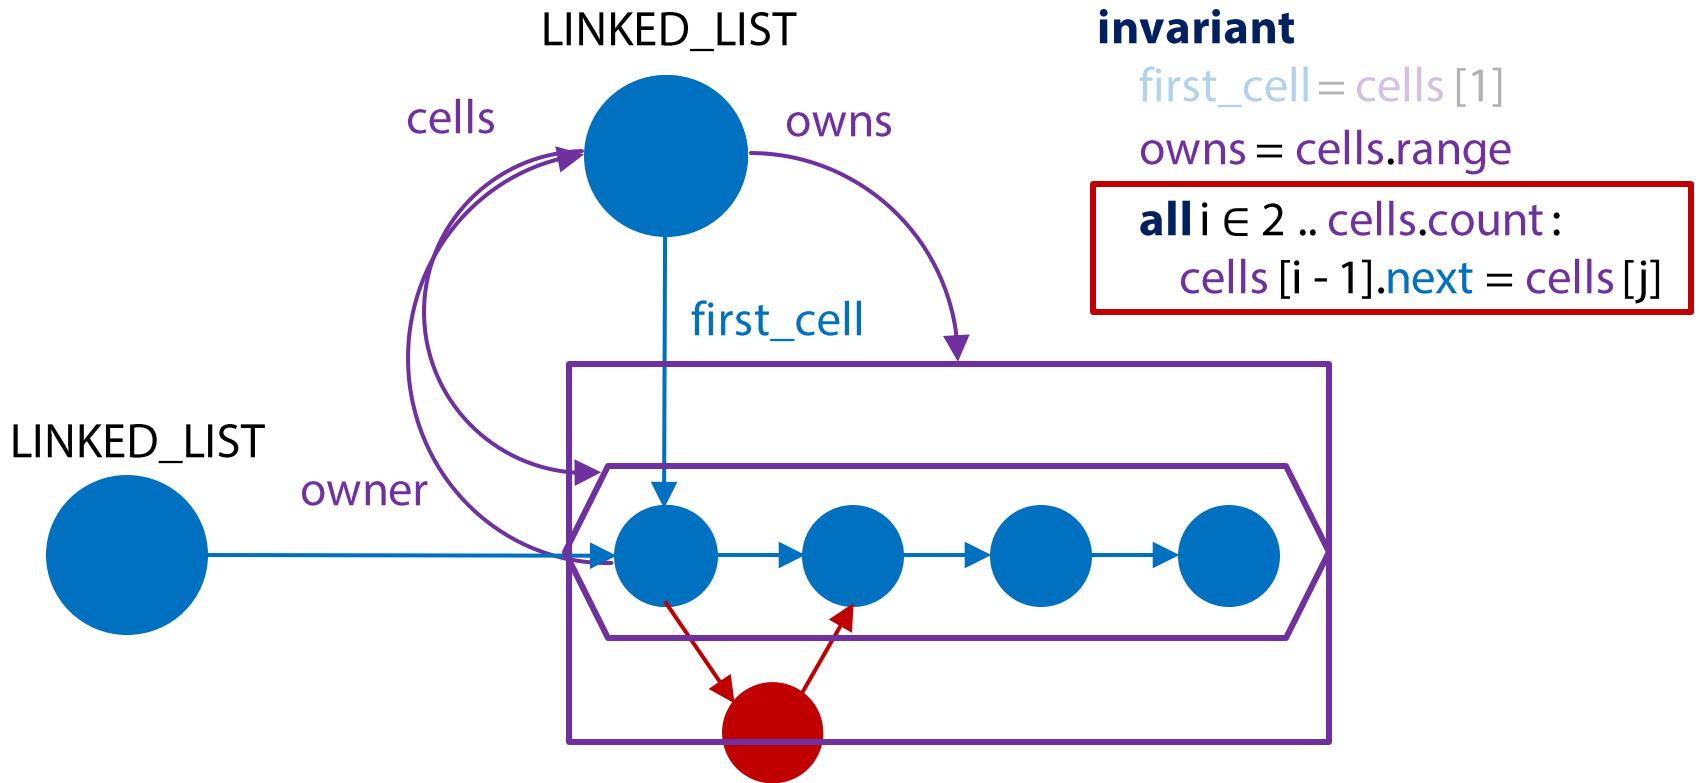 LINKED_LIST
invariant
first_cell = cells [1]
cells
owns
owns = cells.range
all i ∈ 2 .. cells.count :
cells [i - 1].next = cells [j]
first_cell
LINKED_LIST
owner